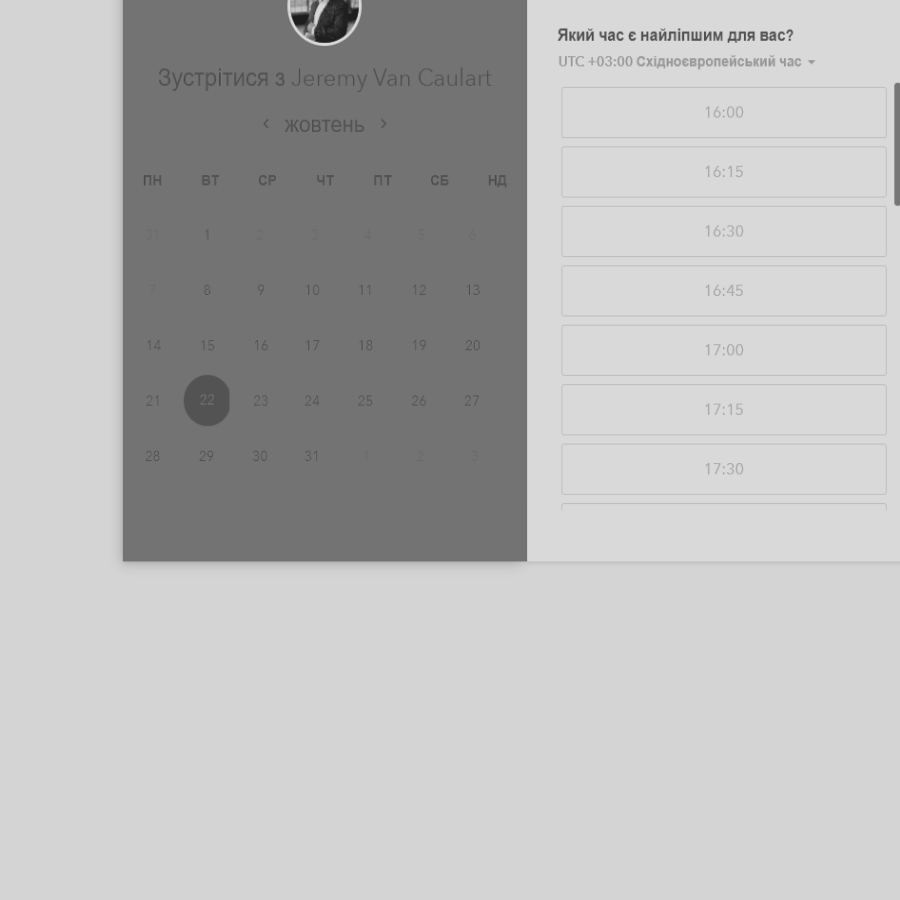 Зустрітися з Jeremy Van Caulart
жовтень
ПН ВТ СР ЧТ ПТ СБ НД
31 1 2 3 4 5 6
7 8 9 10 11 12 13
14 15 16 17 18 19 20
21 22 23 24 25 26 27
28 29 30 31 1 2 3
Який час є найліпшим для вас?
UTC +03:00 Східноєвропейський час
16:00
16:15
16:30
16:45
17:00
17:15
17:30